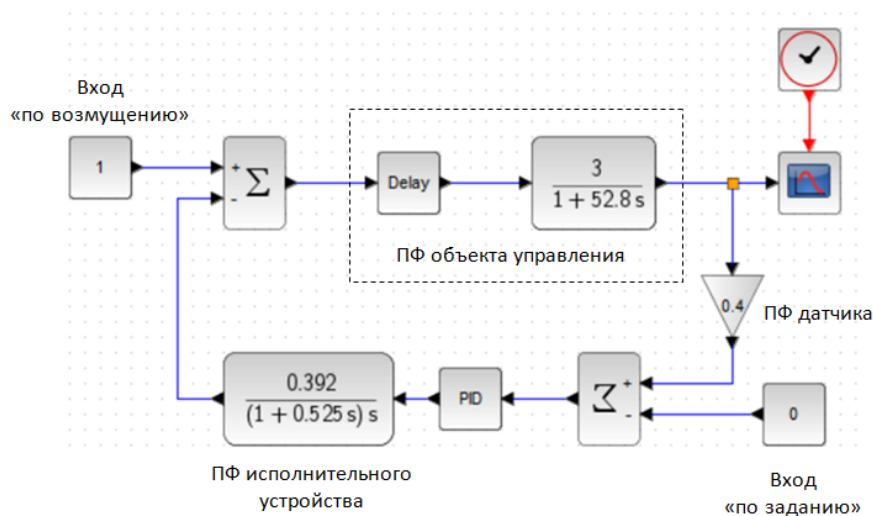 Вход
«по возмущению»
1
+
-
Σ
Delay
3
1 + 52.8 s
ПФ объекта управления
0.4
ПФ датчика
0.392
(1 + 0.525 s) s
PID
Σ
+
-
0
ПФ исполнительного
устройства
Вход
«по заданию»